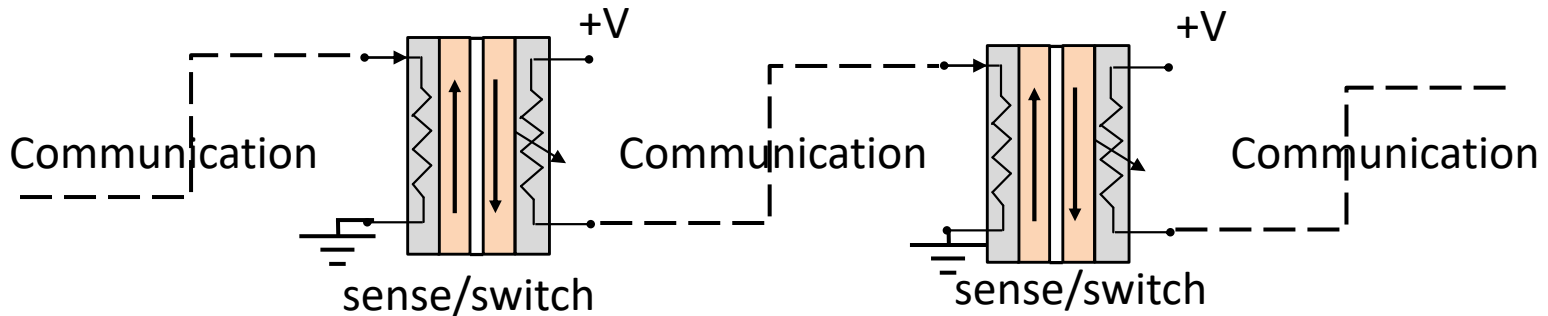 +V
+V
Communication
Communication
Communication
sense/switch
sense/switch